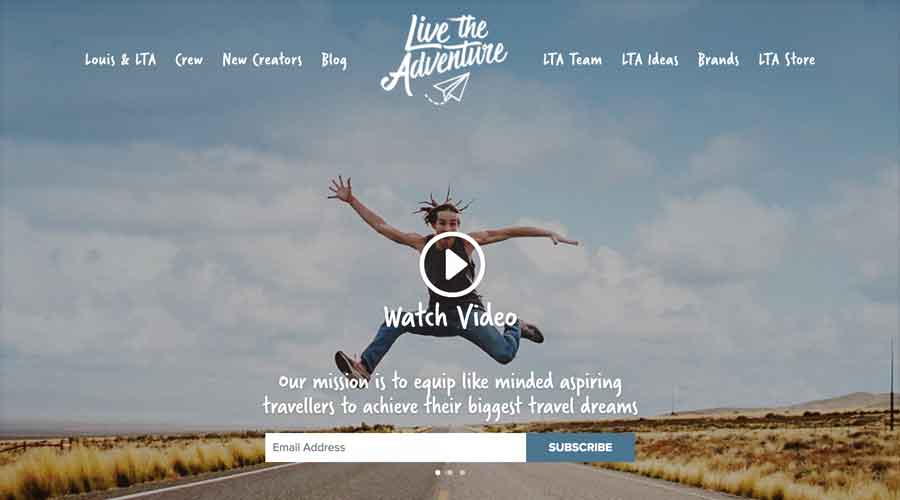 Louis & LTA Crew New Creators Blog
Live the
Adventure
LTA Team LTA Ideas Brands LTA Store
Watch Video
Our mission is to equip like minded aspiring
travellers to achieve their biggest travel dreams
Email Address SUBSCRIBE